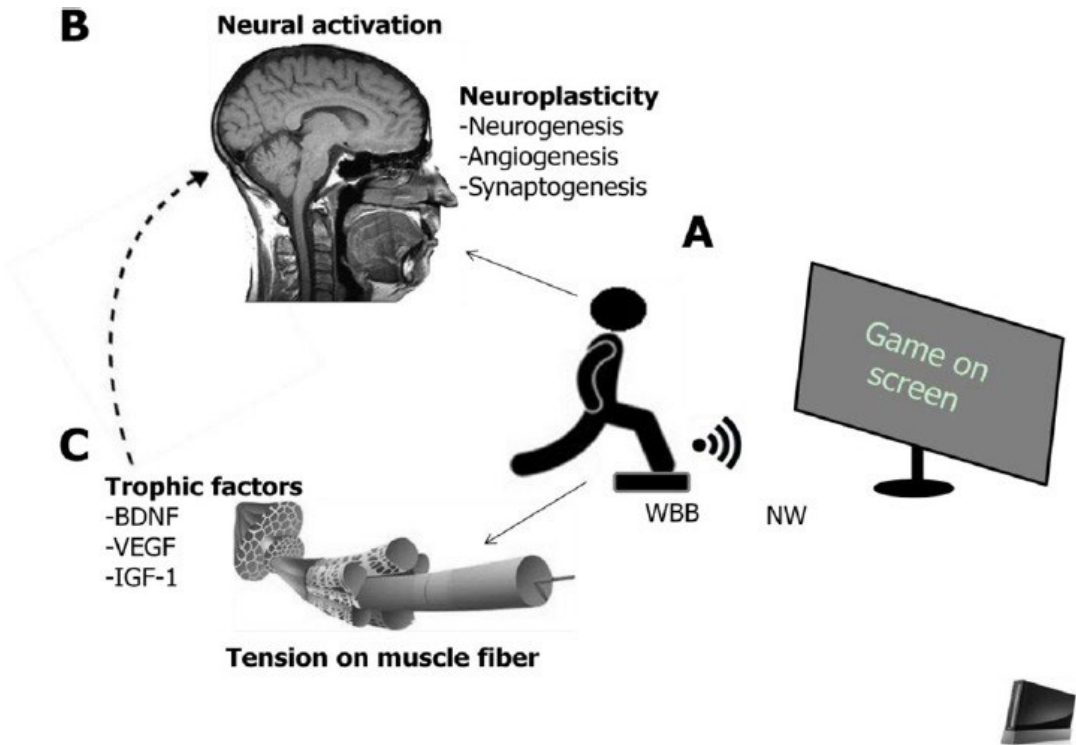 B
Neural activation
Neuroplasticity
-Neurogenesis
-Angiogenesis
-Synaptogenesis
A
Game on
screen
WBB
NW
C
Trophic factors
-BDNF
-VEGF
-IGF-1
Tension on muscle fiber